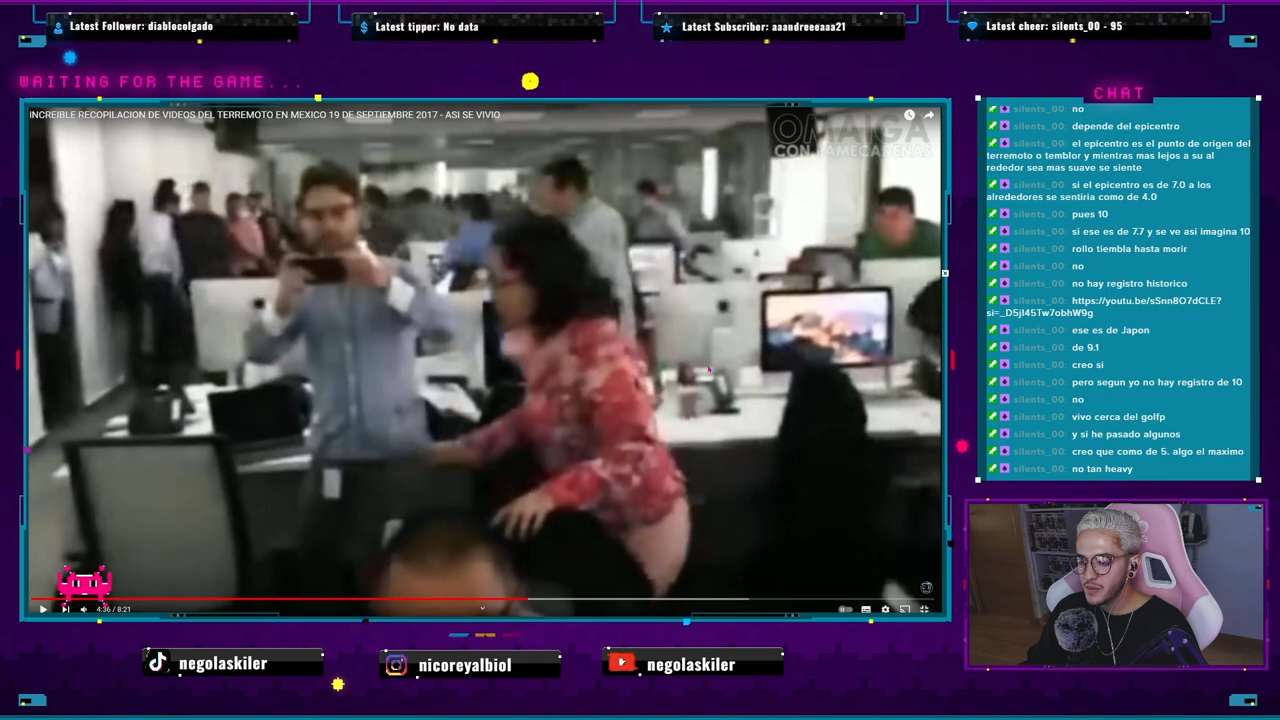 Latest Follower: diablocolgado
Latest tipper: No data
Latest Subscriber: aaandreeeaaa21
Latest cheer: silents_00 - 95
WAITING FOR THE GAME...
CHAT
INCREIBLE RECOPILACION DE VIDEOS DEL TERREMOTO EN MEXICO 19 DE SEPTIEMBRE 2017 - ASI SE VIVIO
OMAIGA
CON FAMECADENAS
silents_00: no
silents_00: depende del epicentro
silents_00: el epicentro es el punto de origen del
terremoto o temblor y mientras mas lejos a su al
rededor sea mas suave se siente
silents_00: si el epicentro es de 7.0 a los
alrededores se sentiria como de 4.0
silents_00: pues 10
silents_00: si ese es de 7.7 y se ve asi imagina 10
silents_00: rollo tiembla hasta morir
silents_00: no
silents_00: no hay registro historico
silents_00: https://youtu.be/sSnn8O7dCLE?
si=_D5jI45Tw7obhW9g
silents_00: ese es de Japon
silents_00: de 9.1
silents_00: creo si
silents_00: pero segun yo no hay registro de 10
silents_00: no
silents_00: vivo cerca del golfp
silents_00: y si he pasado algunos
silents_00: creo que como de 5. algo el maximo
silents_00: no tan heavy
4:36 / 8:21
negolaskiler
nicoreyalbiol
negolaskiler